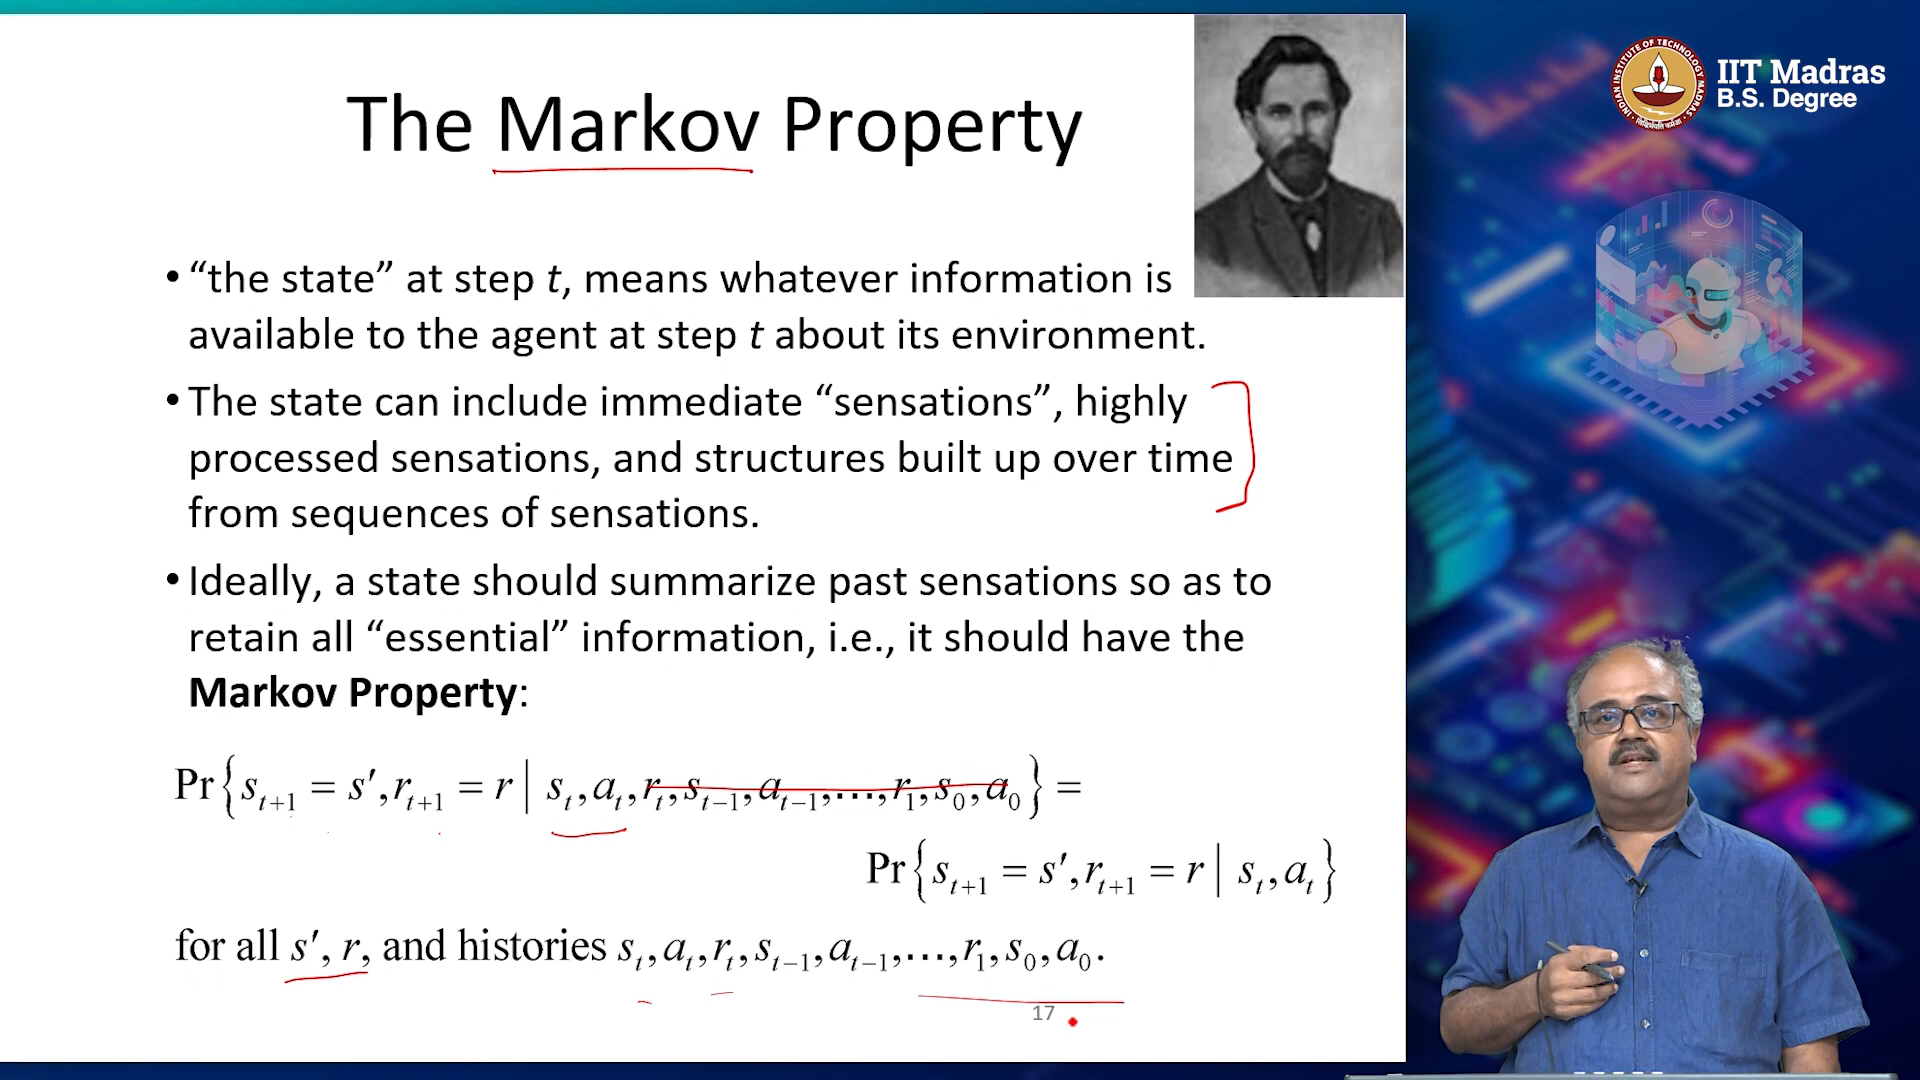 The Markov Property
• “the state” at step t, means whatever information is
available to the agent at step t about its environment.
• The state can include immediate “sensations”, highly
processed sensations, and structures built up over time
from sequences of sensations.
• Ideally, a state should summarize past sensations so as to
retain all “essential” information, i.e., it should have the
Markov Property:
Pr{s_{t+1} = s′, r_{t+1} = r | s_t, a_t, r_t, s_{t−1}, a_{t−1}, …, r_1, s_0, a_0} =
Pr{s_{t+1} = s′, r_{t+1} = r | s_t, a_t}
for all s′, r, and histories s_t, a_t, r_t, s_{t−1}, a_{t−1}, …, r_1, s_0, a_0.
17
IIT Madras
B.S. Degree
INDIAN INSTITUTE OF TECHNOLOGY MADRAS